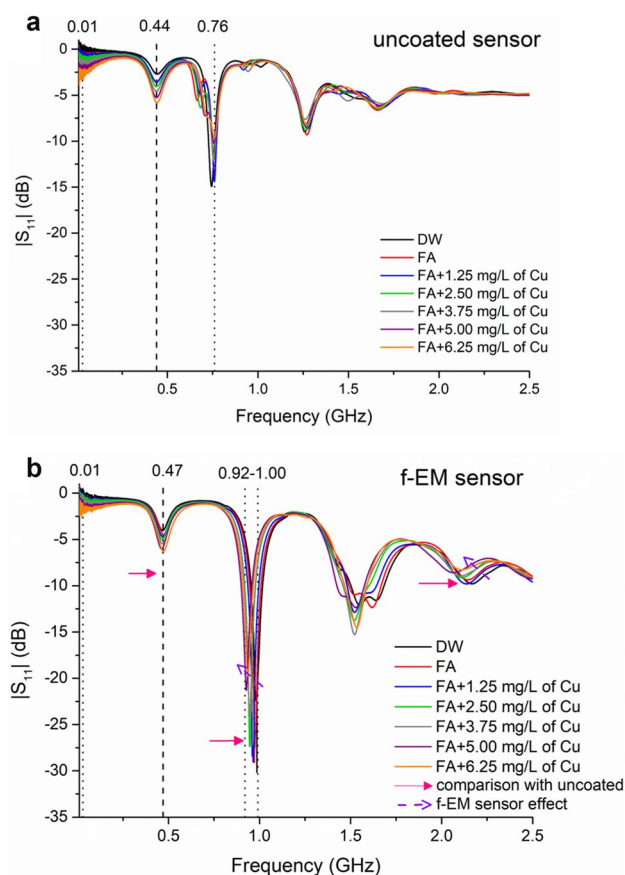 a
0.01 0.44 0.76
uncoated sensor
0
-5
-10
-15
-20
-25
-30
-35
|S11| (dB)
DW
FA
FA+1.25 mg/L of Cu
FA+2.50 mg/L of Cu
FA+3.75 mg/L of Cu
FA+5.00 mg/L of Cu
FA+6.25 mg/L of Cu
0.5 1.0 1.5 2.0 2.5
Frequency (GHz)
b
0.01 0.47 0.92-1.00
f-EM sensor
0
-5
-10
-15
-20
-25
-30
-35
|S11| (dB)
DW
FA
FA+1.25 mg/L of Cu
FA+2.50 mg/L of Cu
FA+3.75 mg/L of Cu
FA+5.00 mg/L of Cu
FA+6.25 mg/L of Cu
comparison with uncoated
f-EM sensor effect
0.5 1.0 1.5 2.0 2.5
Frequency (GHz)